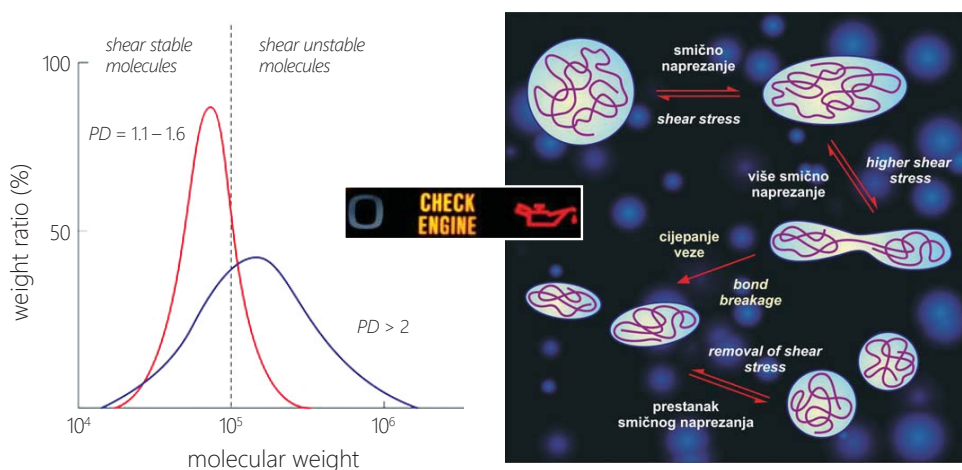 shear stable
molecules
shear unstable
molecules
100
PD = 1.1 – 1.6
weight ratio (%)
50
PD > 2
10⁴
10⁵
10⁶
molecular weight
CHECK
ENGINE
smično
naprezanje
shear stress
više smično
naprezanje
higher shear
stress
cijepanje
veze
bond
breakage
removal of shear
stress
prestanak
smičnog naprezanja